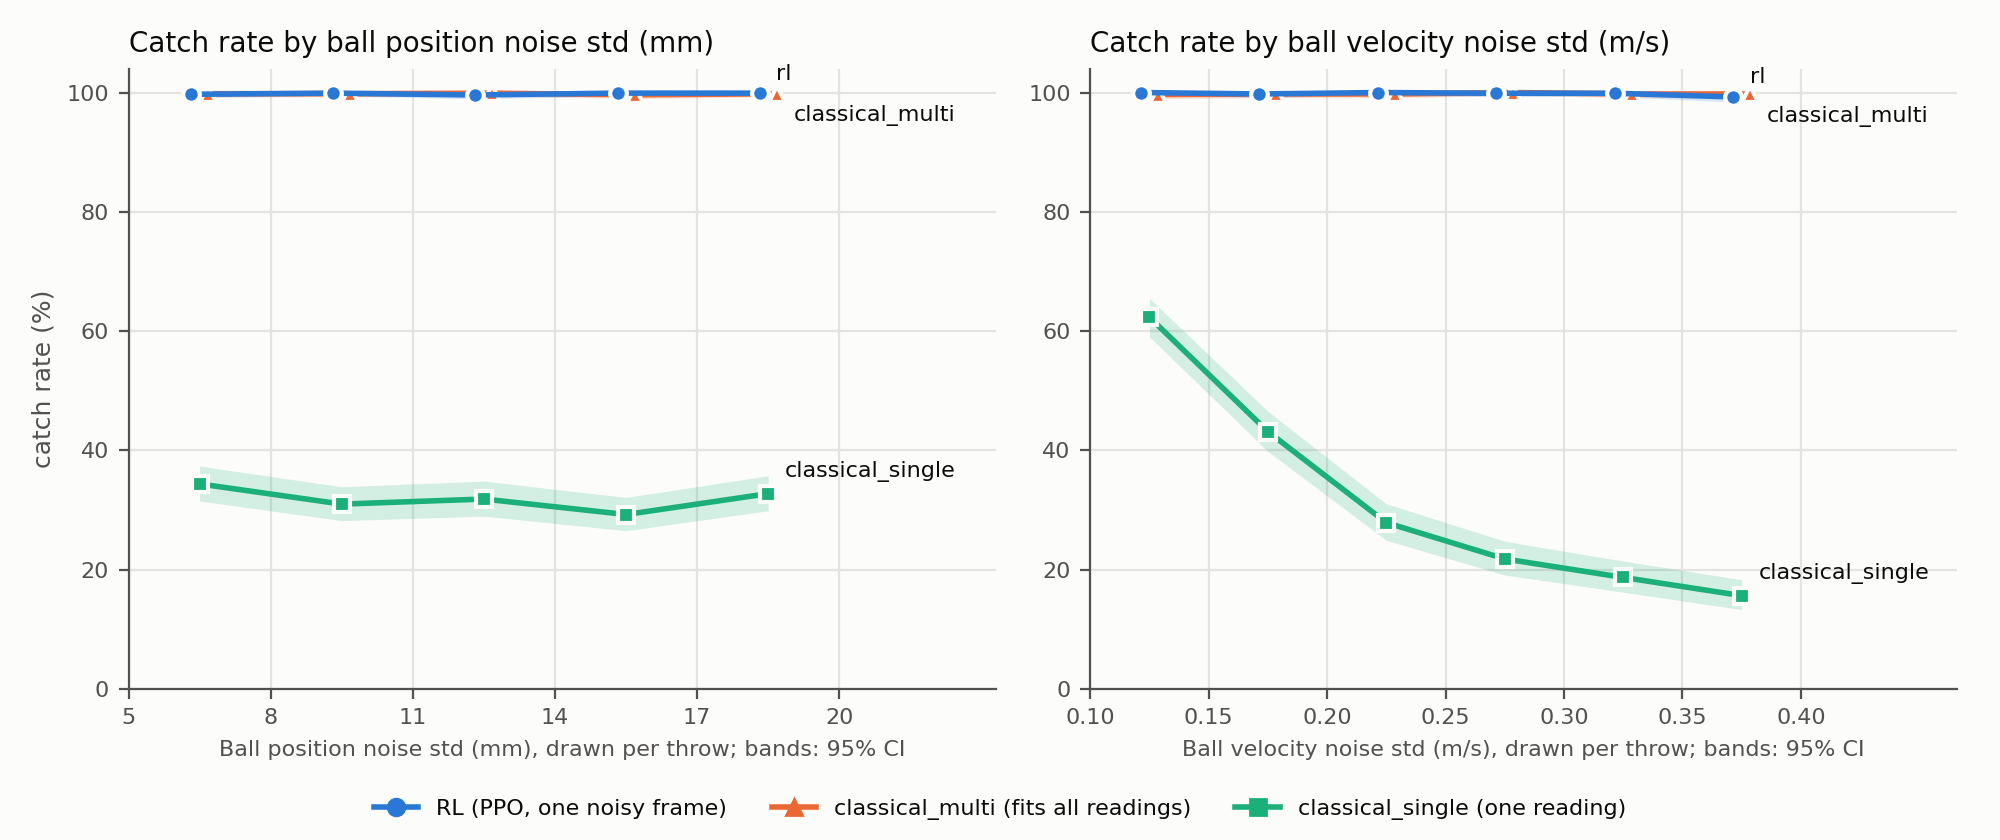 Catch rate by ball position noise std (mm)
rl
classical_multi
classical_single
catch rate (%)
100
80
60
40
20
0
5 8 11 14 17 20
Ball position noise std (mm), drawn per throw; bands: 95% CI
Catch rate by ball velocity noise std (m/s)
rl
classical_multi
classical_single
100
80
60
40
20
0
0.10 0.15 0.20 0.25 0.30 0.35 0.40
Ball velocity noise std (m/s), drawn per throw; bands: 95% CI
RL (PPO, one noisy frame) classical_multi (fits all readings) classical_single (one reading)